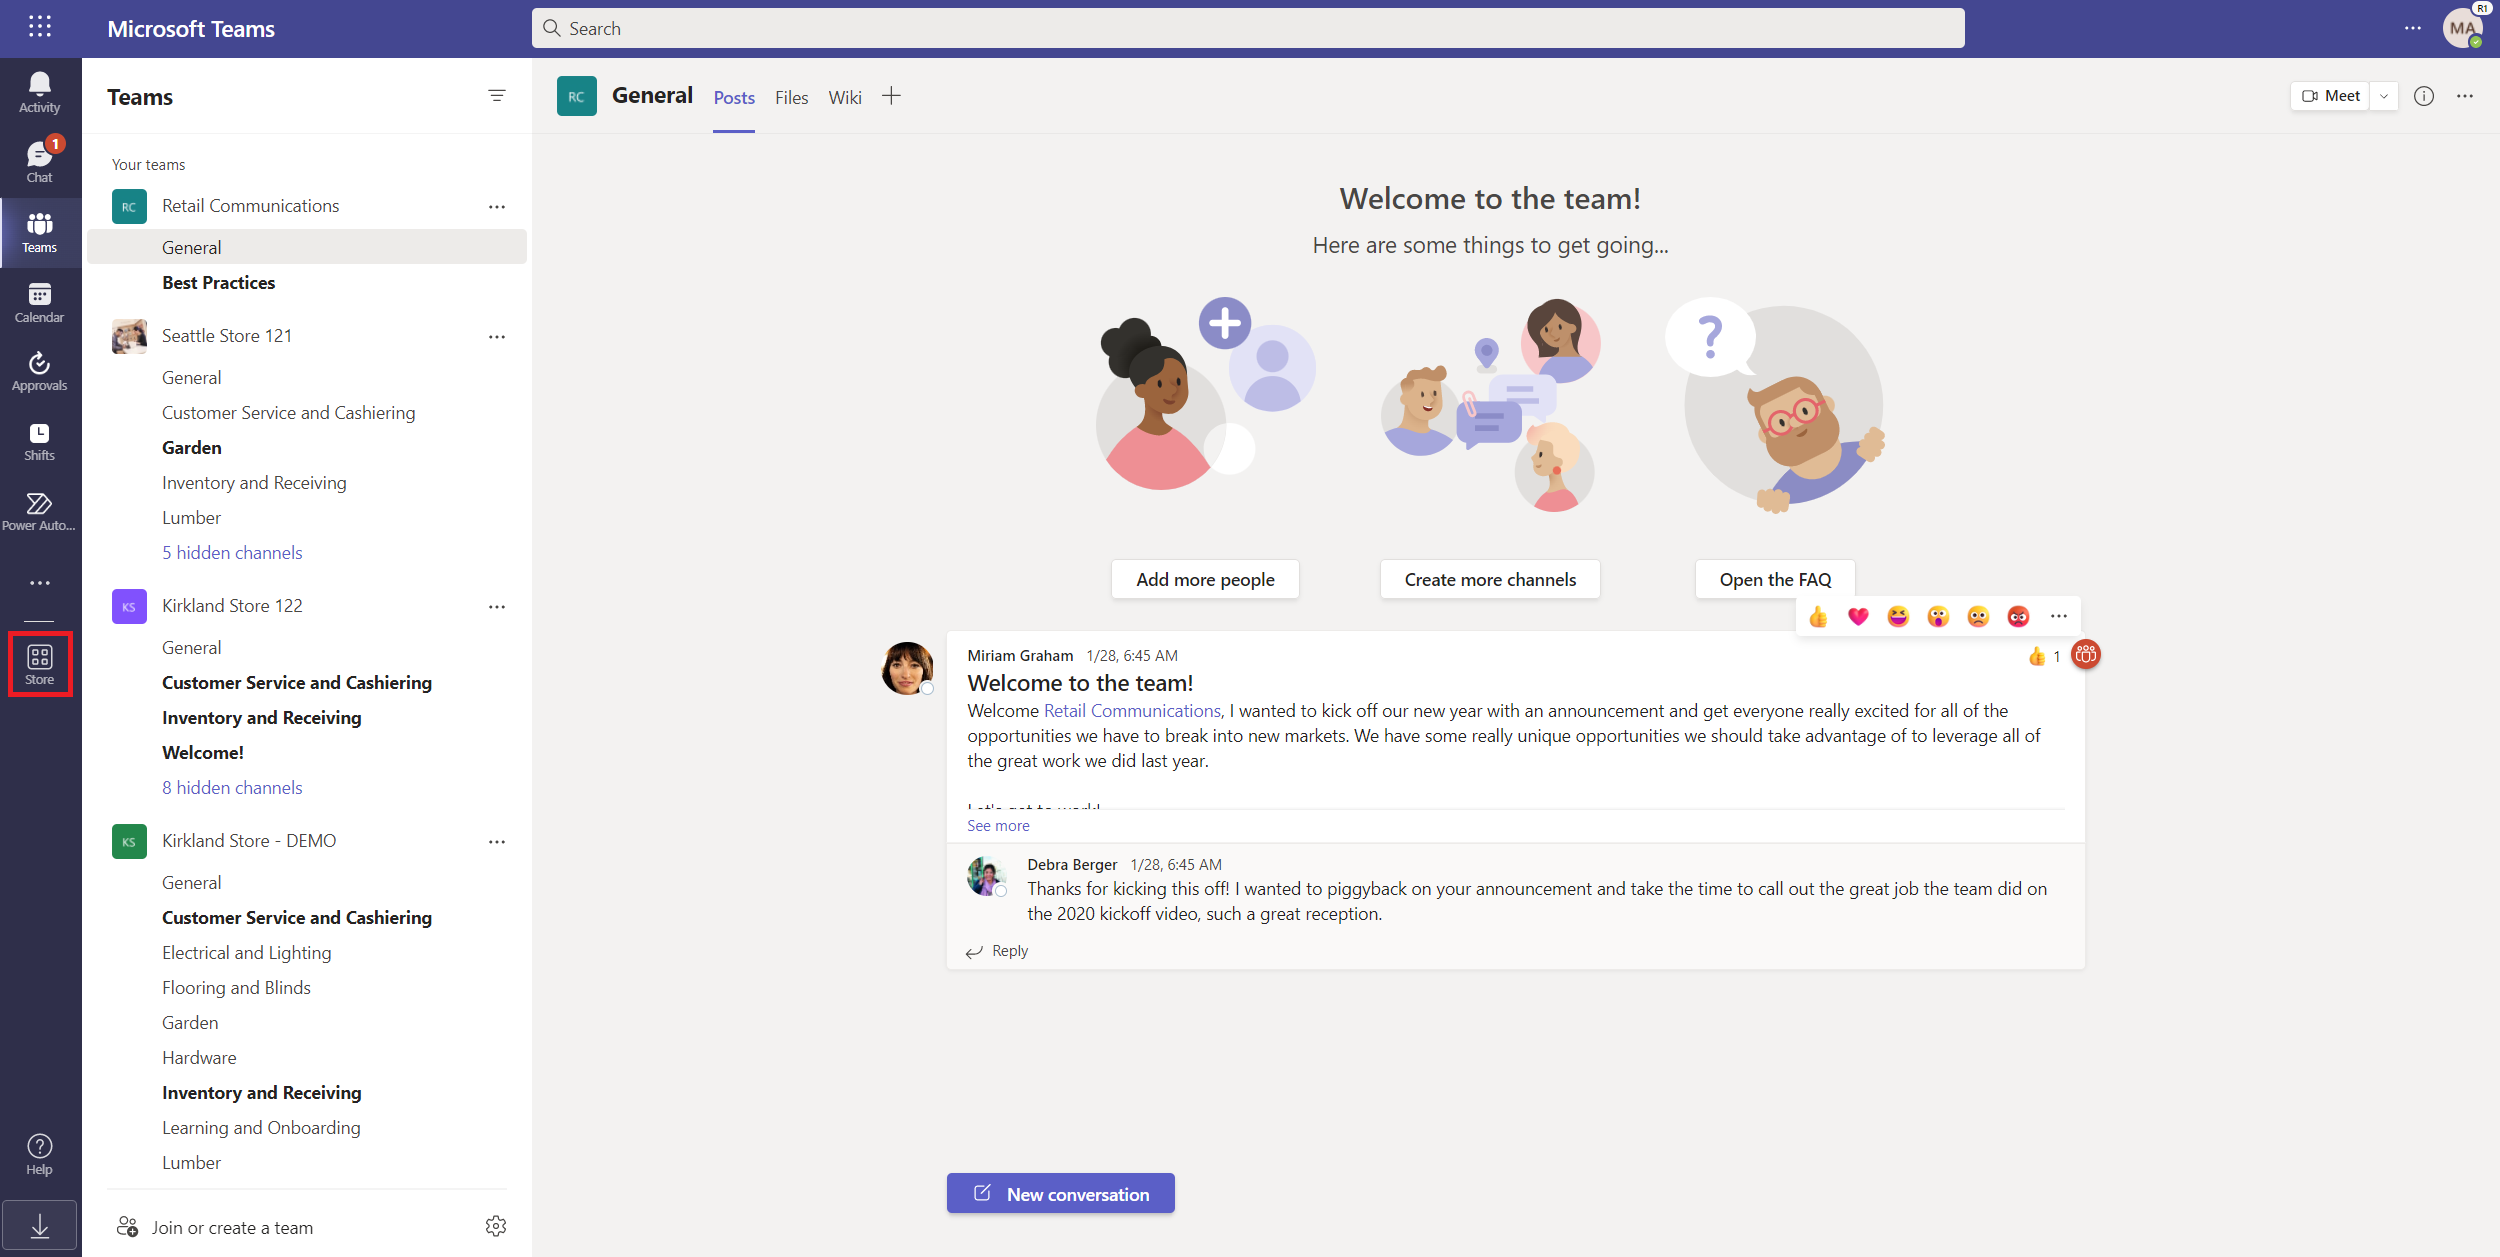 Microsoft Teams
Search
R1
MA
Activity
1
Chat
Teams
Calendar
Approvals
Shifts
Power Auto...
Store
Help
Teams
Your teams
RC Retail Communications
General
Best Practices
Seattle Store 121
General
Customer Service and Cashiering
Garden
Inventory and Receiving
Lumber
5 hidden channels
KS Kirkland Store 122
General
Customer Service and Cashiering
Inventory and Receiving
Welcome!
8 hidden channels
KS Kirkland Store - DEMO
General
Customer Service and Cashiering
Electrical and Lighting
Flooring and Blinds
Garden
Hardware
Inventory and Receiving
Learning and Onboarding
Lumber
Join or create a team
RC General Posts Files Wiki
Meet
Welcome to the team!
Here are some things to get going...
?
Add more people
Create more channels
Open the FAQ
Miriam Graham 1/28, 6:45 AM
1
Welcome to the team!
Welcome Retail Communications, I wanted to kick off our new year with an announcement and get everyone really excited for all of the
opportunities we have to break into new markets. We have some really unique opportunities we should take advantage of to leverage all of
the great work we did last year.
Let's get to work!
See more
Debra Berger 1/28, 6:45 AM
Thanks for kicking this off! I wanted to piggyback on your announcement and take the time to call out the great job the team did on
the 2020 kickoff video, such a great reception.
Reply
New conversation